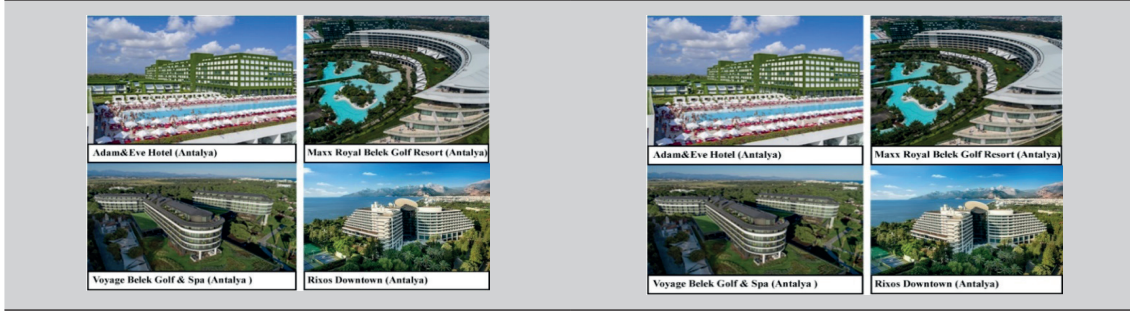 Adam&Eve Hotel (Antalya)
Maxx Royal Belek Golf Resort (Antalya)
Voyage Belek Golf & Spa (Antalya )
Rixos Downtown (Antalya)
Adam&Eve Hotel (Antalya)
Maxx Royal Belek Golf Resort (Antalya)
Voyage Belek Golf & Spa (Antalya )
Rixos Downtown (Antalya)